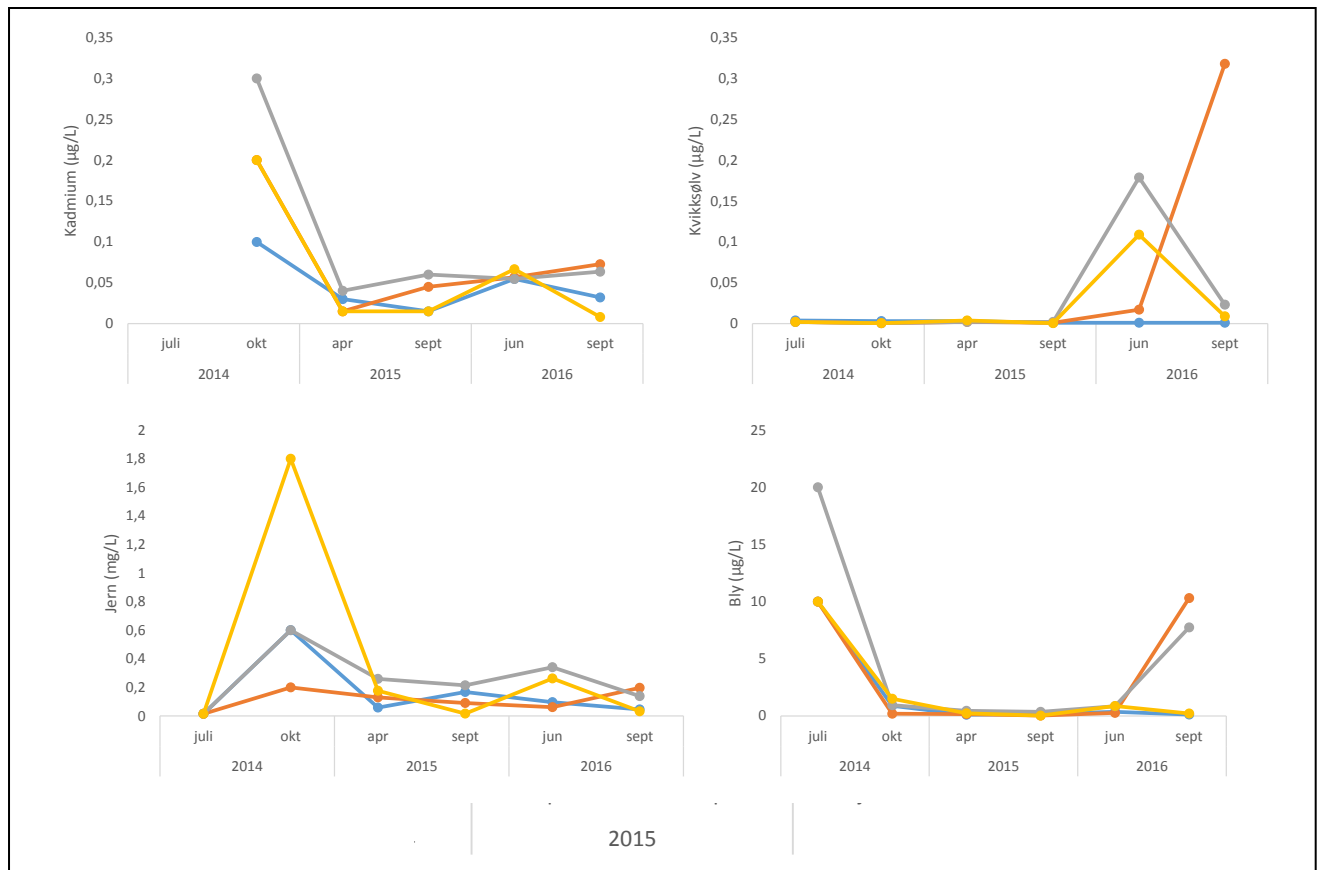 0,35
0,3
0,25
0,2
0,15
0,1
0,05
0
Kadmium (µg/L)
juli okt apr sept jun sept
2014 2015 2016
0,35
0,3
0,25
0,2
0,15
0,1
0,05
0
Kvikksølv (µg/L)
juli okt apr sept jun sept
2014 2015 2016
2
1,8
1,6
1,4
1,2
1
0,8
0,6
0,4
0,2
0
Jern (mg/L)
juli okt apr sept jun sept
2014 2015 2016
25
20
15
10
5
0
Bly (µg/L)
juli okt apr sept jun sept
2014 2015 2016
2015